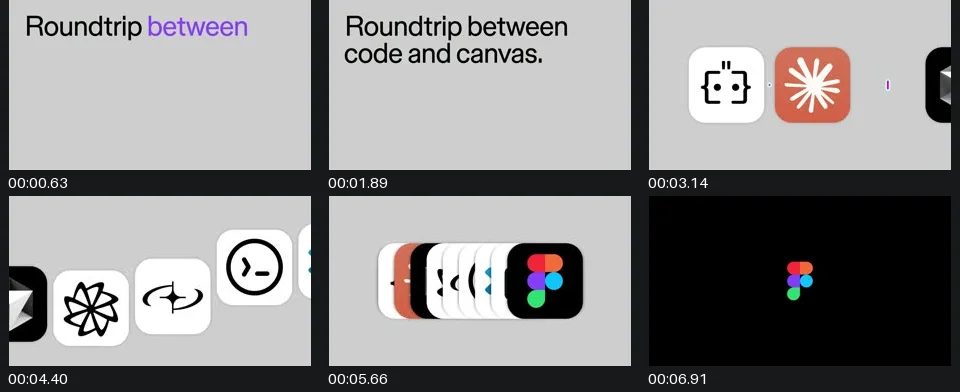 Roundtrip between
Roundtrip between
code and canvas.
00:00.63
00:01.89
00:03.14
00:04.40
00:05.66
00:06.91